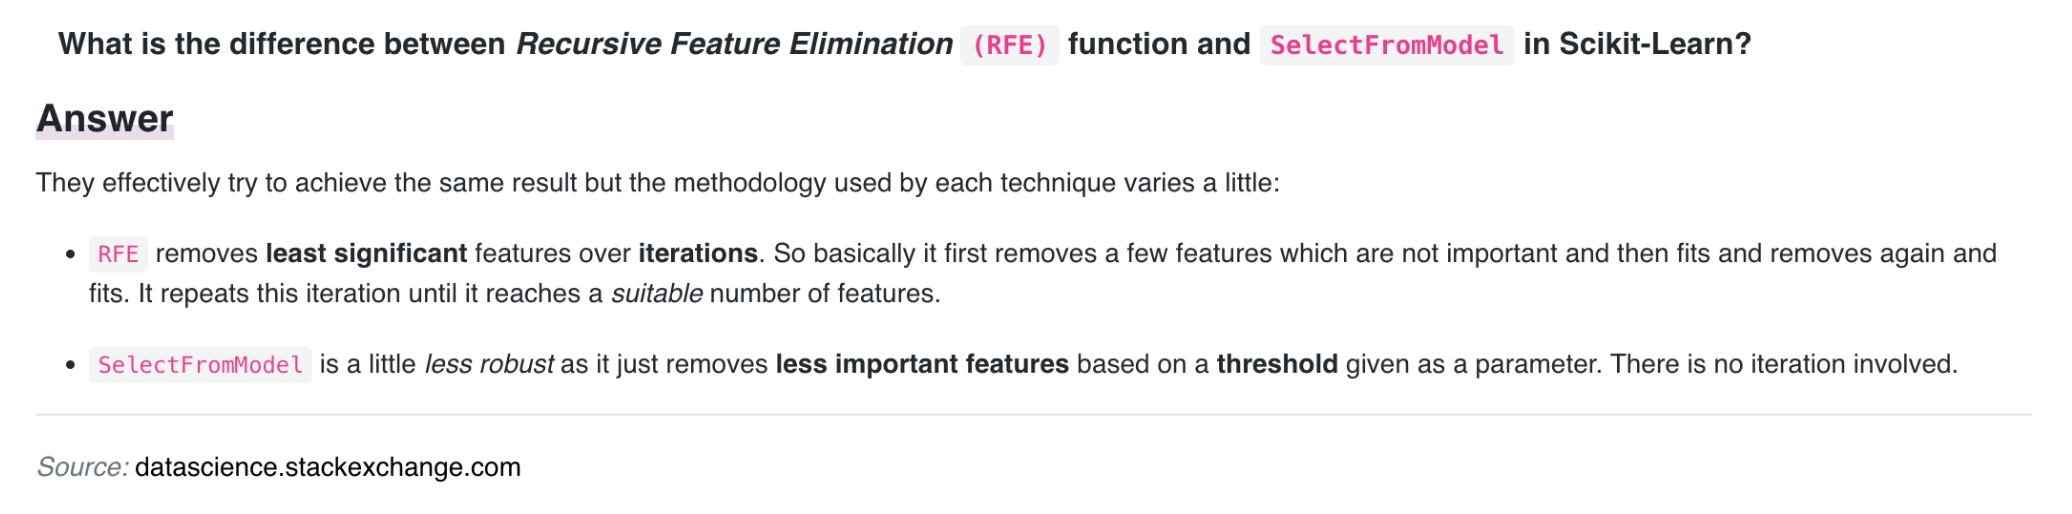 What is the difference between Recursive Feature Elimination (RFE) function and SelectFromModel in Scikit-Learn?
Answer
They effectively try to achieve the same result but the methodology used by each technique varies a little:
• RFE removes least significant features over iterations. So basically it first removes a few features which are not important and then fits and removes again and
fits. It repeats this iteration until it reaches a suitable number of features.
• SelectFromModel is a little less robust as it just removes less important features based on a threshold given as a parameter. There is no iteration involved.
Source: datascience.stackexchange.com